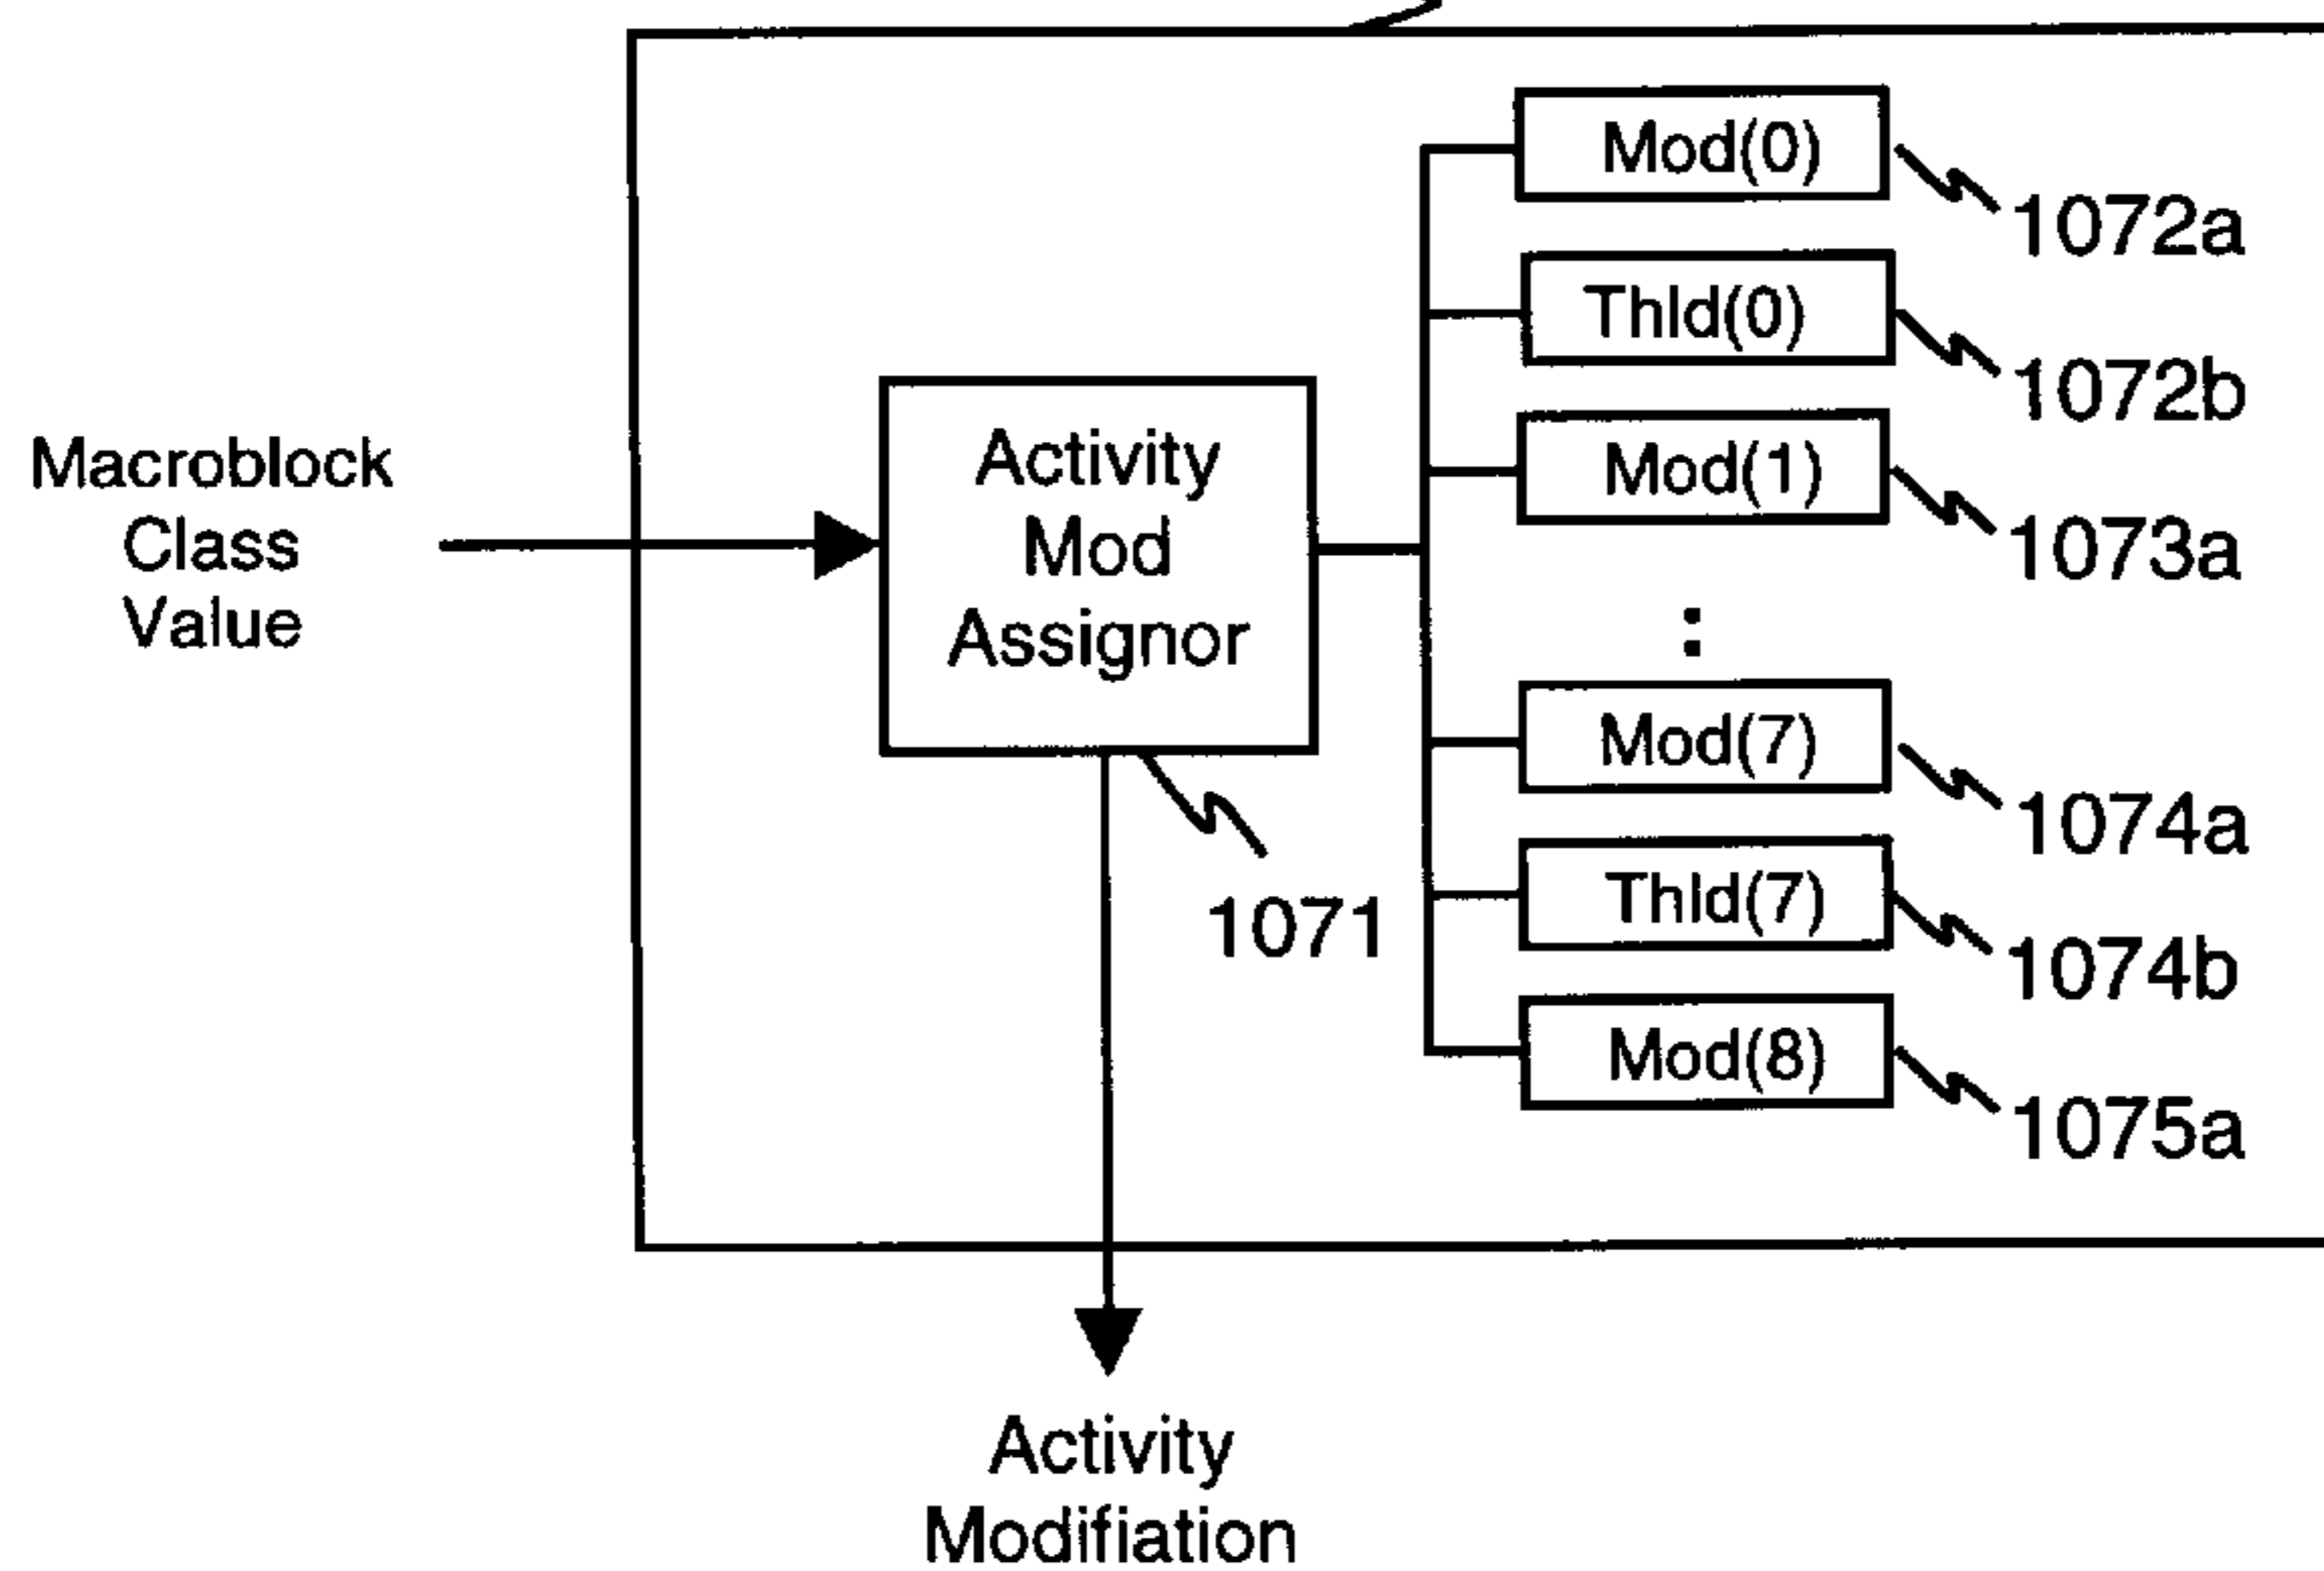 Mod(0)
1072a
Thld(0)
1072b
Mod(1)
1073a
Macroblock
Class
Value
Activity
Mod
Assignor
:
Mod(7)
1074a
Thld(7)
1074b
1071
Mod(8)
1075a
Activity
Modifiation